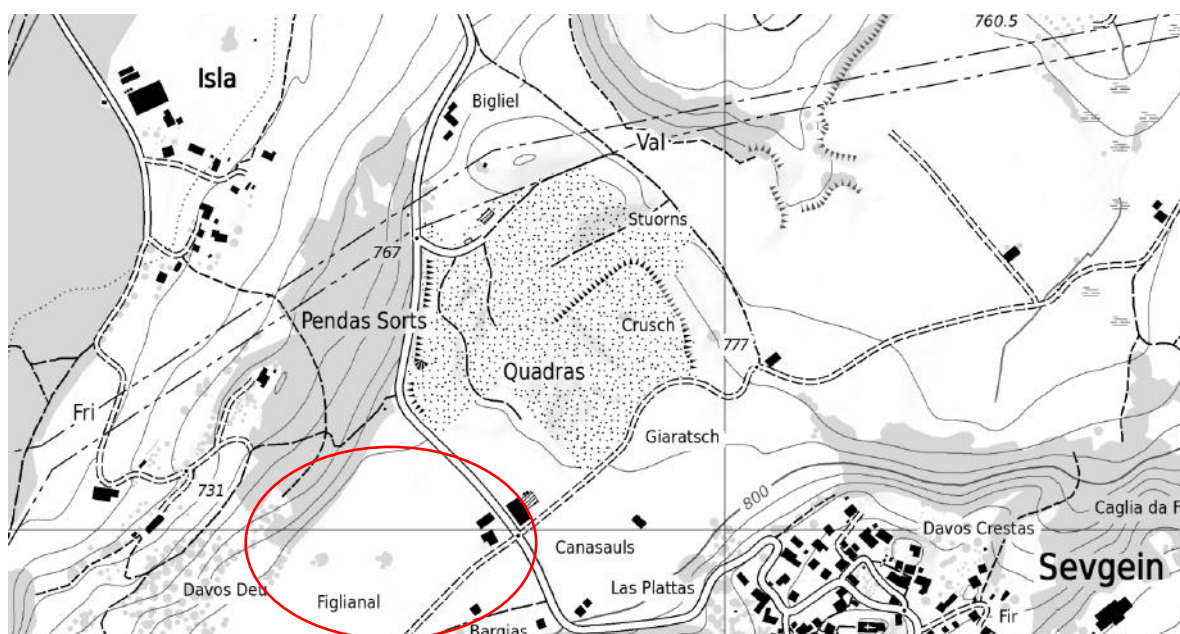 760.5
Isla
Bigliel
Val
Stuorns
767
Pendas Sorts
Crusch
777
Quadras
Fri
Giaratsch
731
800
Caglia da F
Davos Crestas
Canasauls
Sevgein
Davos Deu
Las Plattas
Figlianal
Fir
Bargias